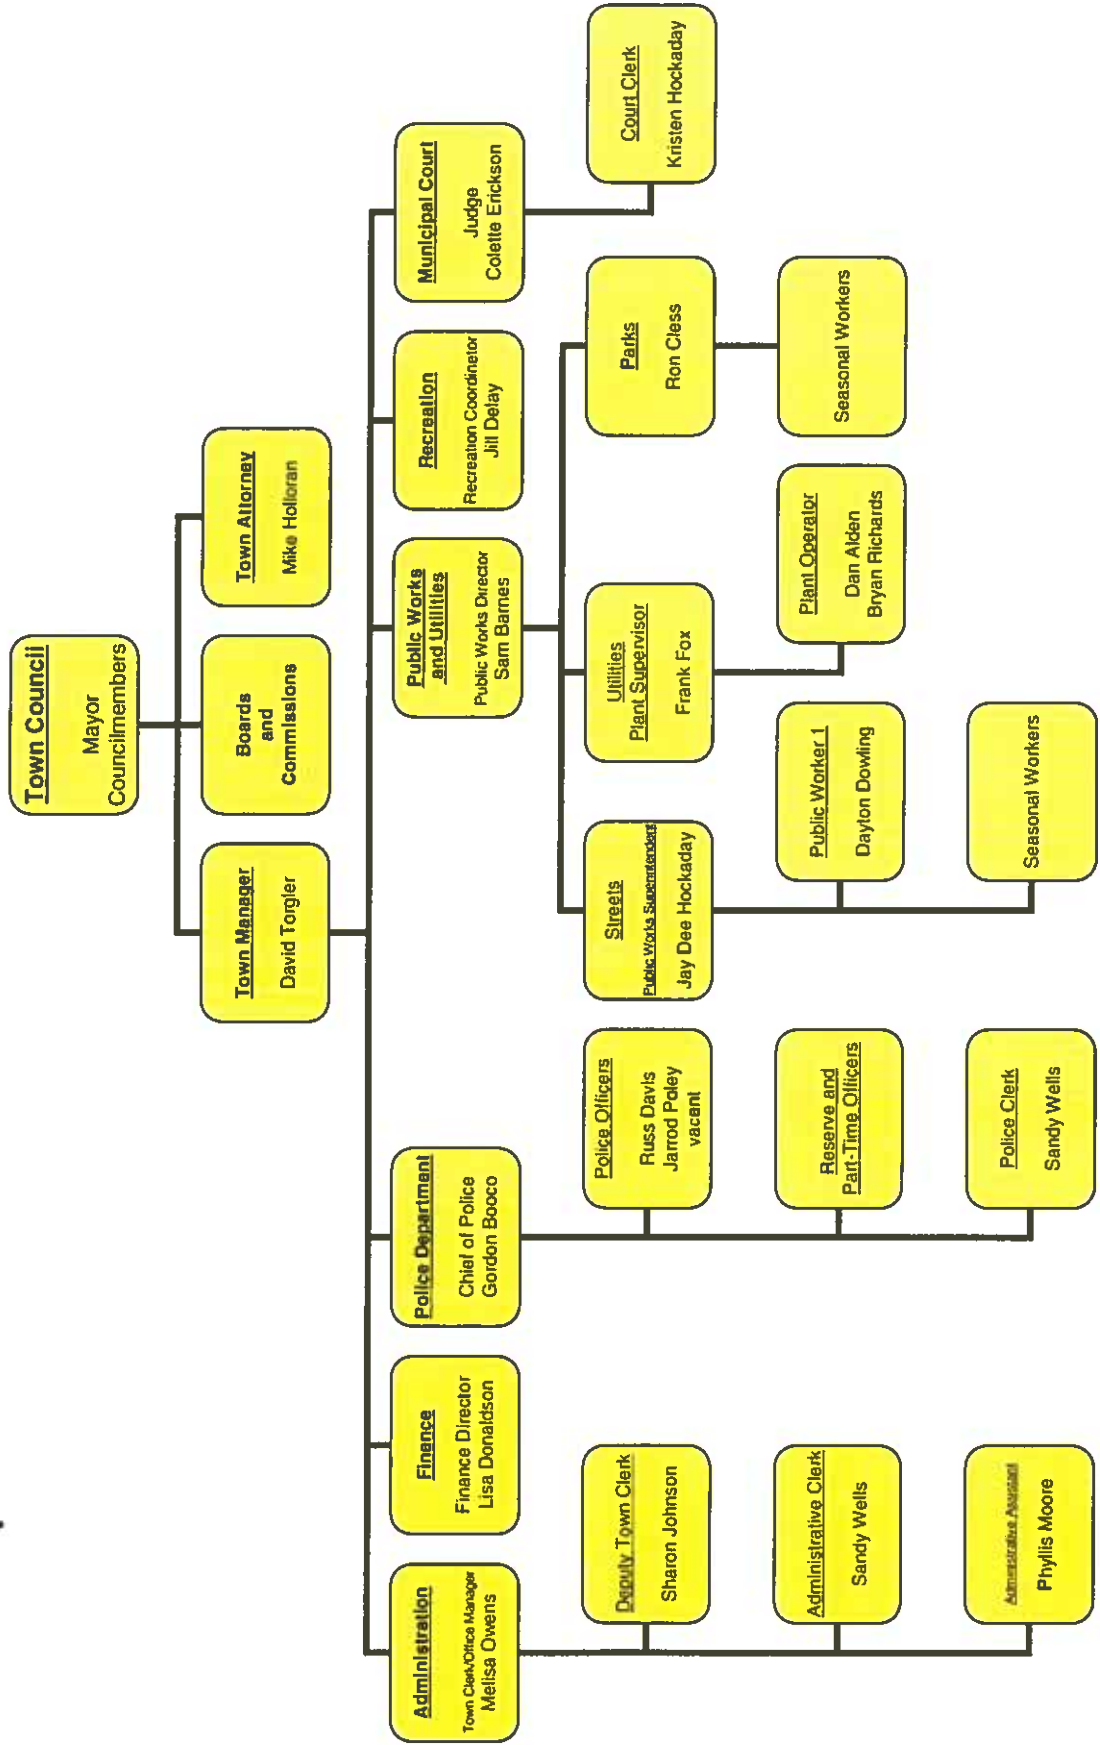 Town Council
Mayor
Councilmembers
Town Manager
David Torgler
Boards
and
Commissions
Town Attorney
Mike Holloran
Administration
Town Clerk/Office Manager
Melisa Owens
Finance
Finance Director
Lisa Donaldson
Police Department
Chief of Police
Gordon Booco
Public Works
and Utilities
Public Works Director
Sam Barnes
Recreation
Recreation Coordinator
Jill Delay
Municipal Court
Judge
Colette Erickson
Deputy Town Clerk
Sharon Johnson
Administrative Clerk
Sandy Wells
Administrative Assistant
Phyllis Moore
Police Officers
Russ Davis
Jarrod Poley
vacant
Reserve and
Part-Time Officers
Police Clerk
Sandy Wells
Streets
Public Works Superintendent
Jay Dee Hockaday
Public Worker 1
Dayton Dowling
Seasonal Workers
Utilities
Plant Supervisor
Frank Fox
Plant Operator
Dan Alden
Bryan Richards
Parks
Ron Cless
Seasonal Workers
Court Clerk
Kristen Hockaday